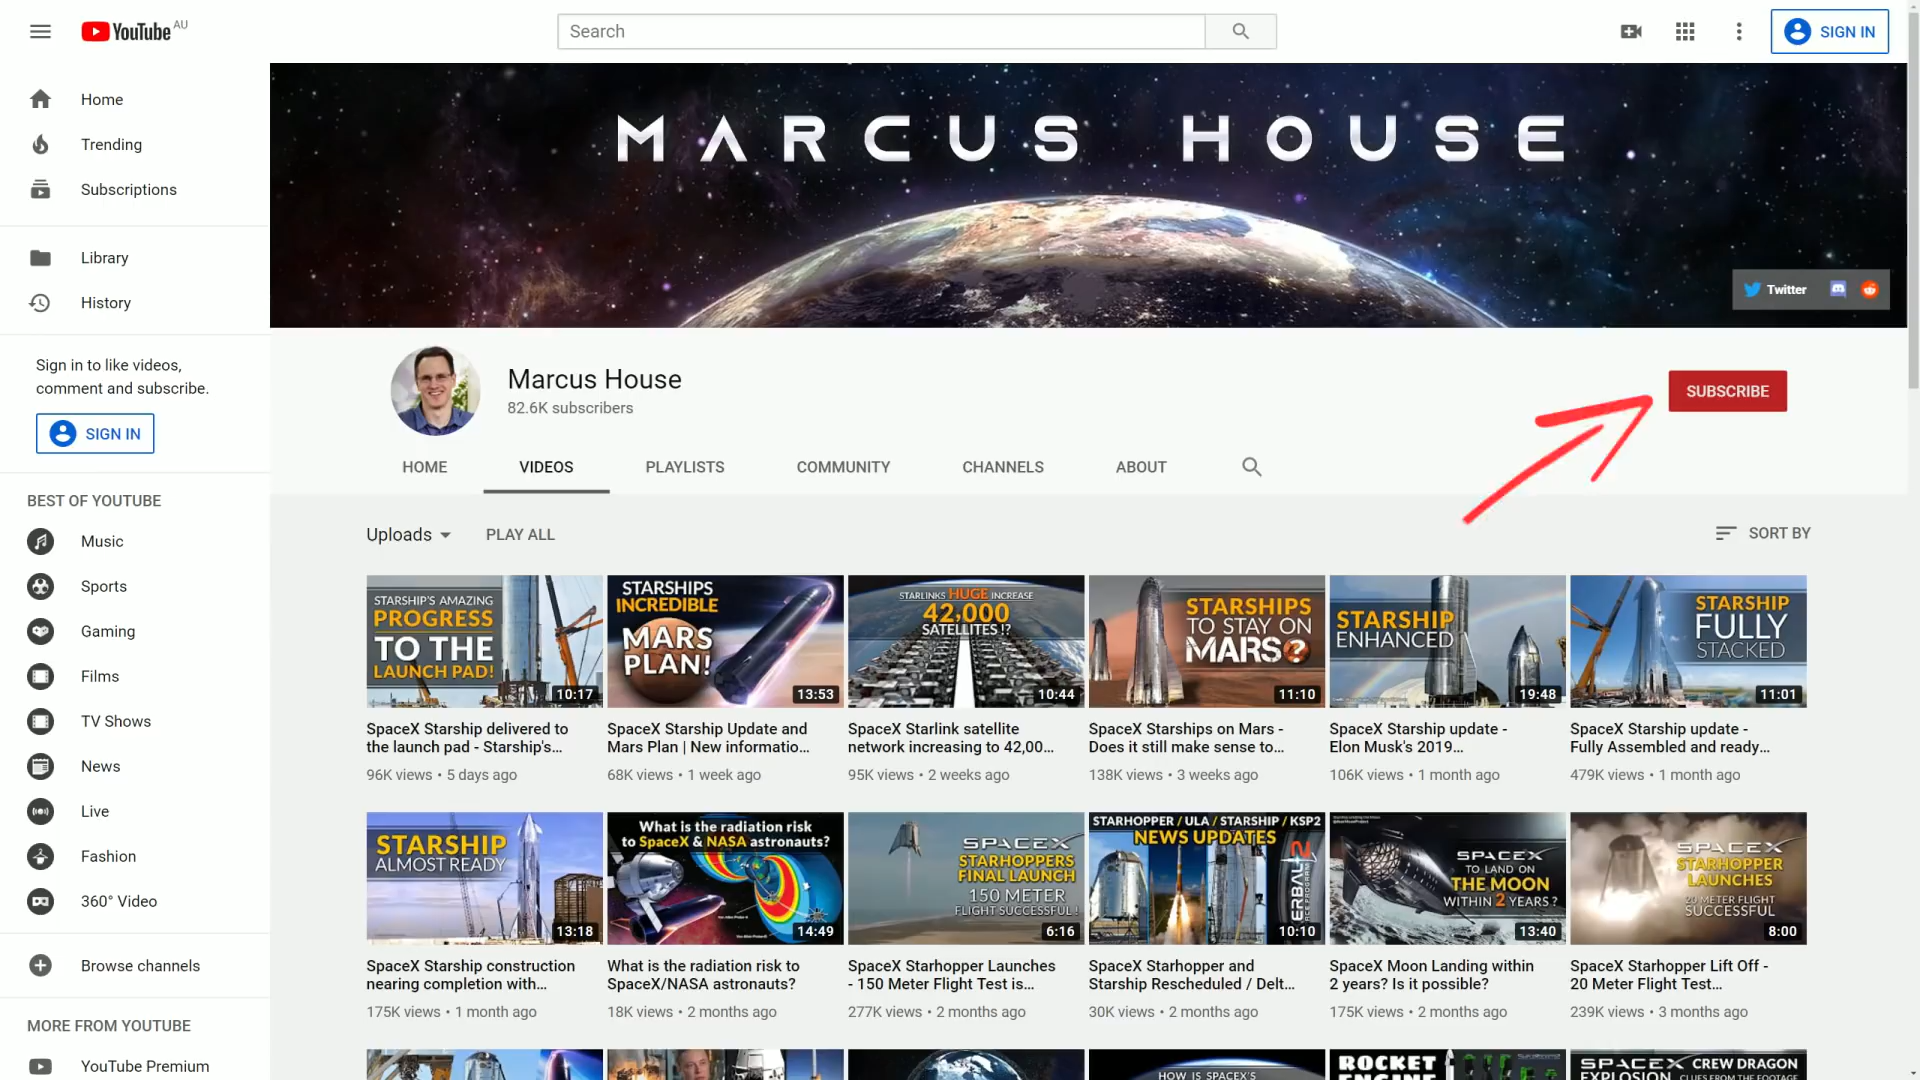 YouTube AU
Search
SIGN IN
Home
Trending
Subscriptions
Library
History
Sign in to like videos,
comment and subscribe.
SIGN IN
BEST OF YOUTUBE
Music
Sports
Gaming
Films
TV Shows
News
Live
Fashion
360° Video
Browse channels
MORE FROM YOUTUBE
YouTube Premium
MARCUS HOUSE
Twitter
Marcus House
82.6K subscribers
SUBSCRIBE
HOME
VIDEOS
PLAYLISTS
COMMUNITY
CHANNELS
ABOUT
Uploads
PLAY ALL
SORT BY
STARSHIP'S AMAZING
PROGRESS
TO THE
LAUNCH PAD!
10:17
SpaceX Starship delivered to
the launch pad - Starship's...
96K views • 5 days ago
STARSHIPS
INCREDIBLE
MARS
PLAN!
13:53
SpaceX Starship Update and
Mars Plan | New informatio...
68K views • 1 week ago
STARLINKS HUGE INCREASE
42,000
SATELLITES !?
10:44
SpaceX Starlink satellite
network increasing to 42,00...
95K views • 2 weeks ago
STARSHIPS
TO STAY ON
MARS?
11:10
SpaceX Starships on Mars -
Does it still make sense to...
138K views • 3 weeks ago
STARSHIP
ENHANCED
19:48
SpaceX Starship update -
Elon Musk's 2019...
106K views • 1 month ago
STARSHIP
FULLY
STACKED
11:01
SpaceX Starship update -
Fully Assembled and ready...
479K views • 1 month ago
STARSHIP
ALMOST READY
13:18
SpaceX Starship construction
nearing completion with...
175K views • 1 month ago
What is the radiation risk
to SpaceX & NASA astronauts?
14:49
What is the radiation risk to
SpaceX/NASA astronauts?
18K views • 2 months ago
SPACEX
STARHOPPERS
FINAL LAUNCH
150 METER
FLIGHT SUCCESSFUL!
6:16
SpaceX Starhopper Launches
- 150 Meter Flight Test is...
277K views • 2 months ago
STARHOPPER / ULA / STARSHIP / KSP2
NEWS UPDATES
10:10
SpaceX Starhopper and
Starship Rescheduled / Delt...
30K views • 2 months ago
SPACEX
TO LAND ON
THE MOON
WITHIN 2 YEARS?
13:40
SpaceX Moon Landing within
2 years? Is it possible?
175K views • 2 months ago
SPACEX
STARHOPPER
LAUNCHES
20 METER FLIGHT
SUCCESSFUL
8:00
SpaceX Starhopper Lift Off -
20 Meter Flight Test...
239K views • 3 months ago
HOW IS SPACEX'S
ROCKET
ENGINE
SPACEX CREW DRAGON
EXPLOSION CLUES FROM THE FOOTAGE